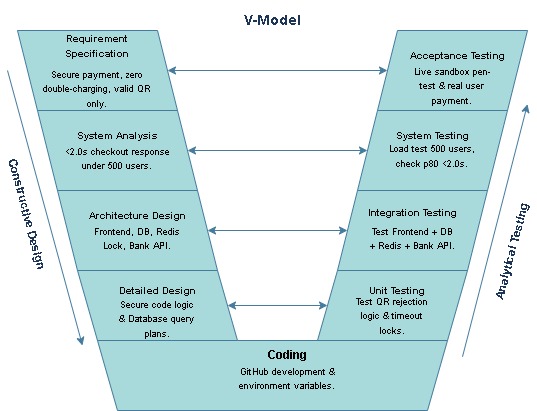 V-Model
Requirement
Specification
Secure payment, zero
double-charging, valid QR
only.
Acceptance Testing
Live sandbox pen-
test & real user
payment.
System Analysis
<2.0s checkout response
under 500 users.
System Testing
Load test 500 users,
check p80 <2.0s.
Architecture Design
Frontend, DB, Redis
Lock, Bank API.
Integration Testing
Test Frontend + DB
+ Redis + Bank API.
Detailed Design
Secure code logic
& Database query
plans.
Unit Testing
Test QR rejection
logic & timeout
locks.
Coding
GitHub development &
environment variables.
Constructive Design
Analytical Testing